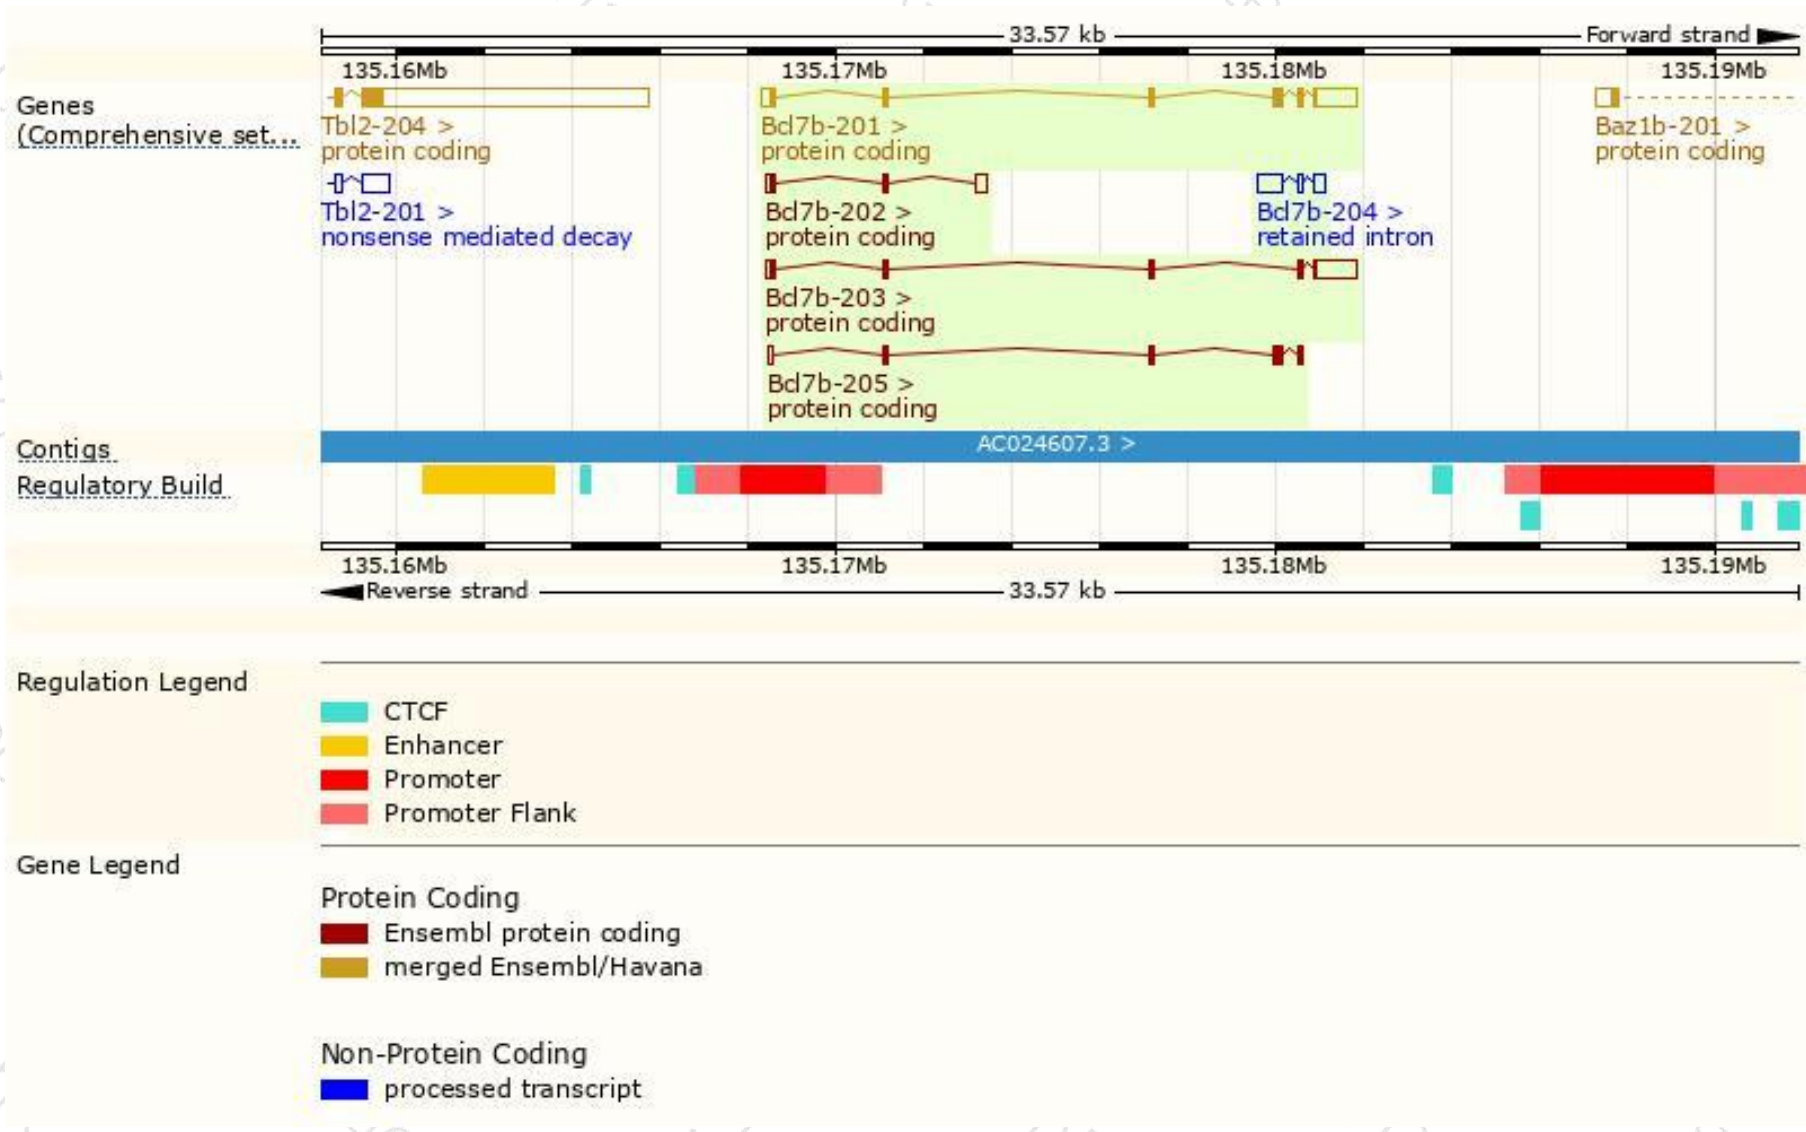 33.57 kb
Forward strand
135.16Mb 135.17Mb 135.18Mb 135.19Mb
Genes
(Comprehensive set...
Tbl2-204 >
protein coding
Bcl7b-201 >
protein coding
Baz1b-201 >
protein coding
Tbl2-201 >
nonsense mediated decay
Bcl7b-202 >
protein coding
Bcl7b-204 >
retained intron
Bcl7b-203 >
protein coding
Bcl7b-205 >
protein coding
Contigs
AC024607.3 >
Regulatory Build
135.16Mb 135.17Mb 135.18Mb 135.19Mb
Reverse strand
33.57 kb
Regulation Legend
CTCF
Enhancer
Promoter
Promoter Flank
Gene Legend
Protein Coding
Ensembl protein coding
merged Ensembl/Havana
Non-Protein Coding
processed transcript